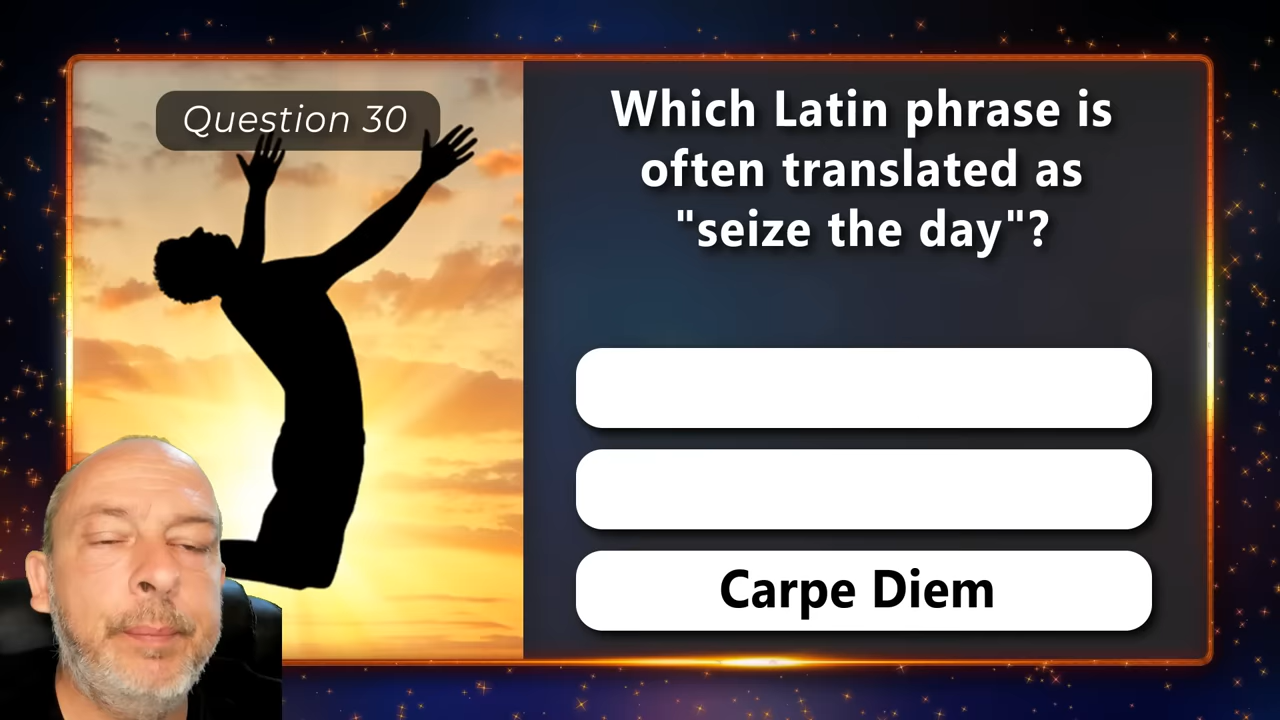 Question 30
Which Latin phrase is
often translated as
"seize the day"?
Carpe Diem